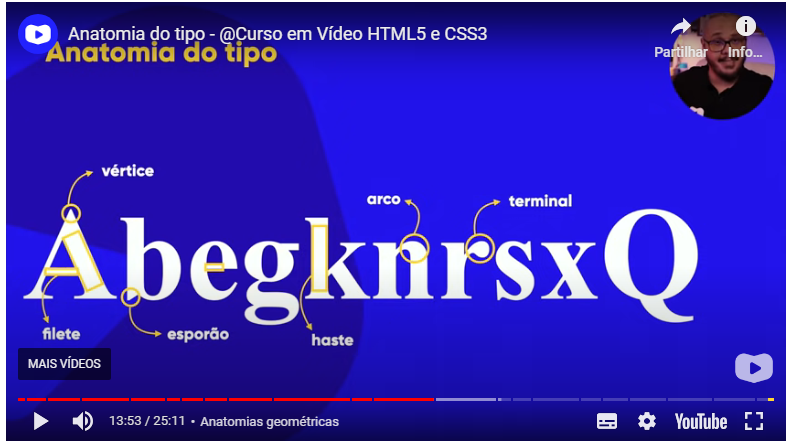 Anatomia do tipo - @Curso em Vídeo HTML5 e CSS3
Partilhar
Info...
Anatomia do tipo
vértice
arco
terminal
AbegknrsxQ
filete
esporão
haste
MAIS VÍDEOS
13:53 / 25:11 • Anatomias geométricas
YouTube